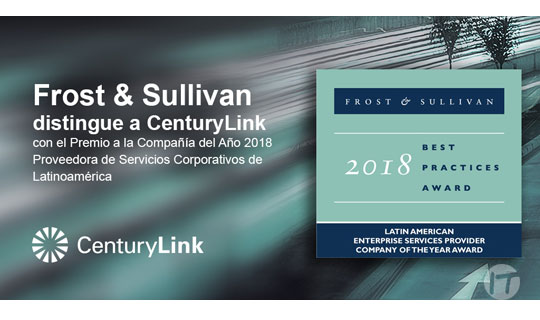 Frost & Sullivan
distingue a CenturyLink
con el Premio a la Compañía del Año 2018
Proveedora de Servicios Corporativos de
Latinoamérica
CenturyLink
FROST & SULLIVAN
2018
BEST
PRACTICES
AWARD
LATIN AMERICAN
ENTERPRISE SERVICES PROVIDER
COMPANY OF THE YEAR AWARD
IT